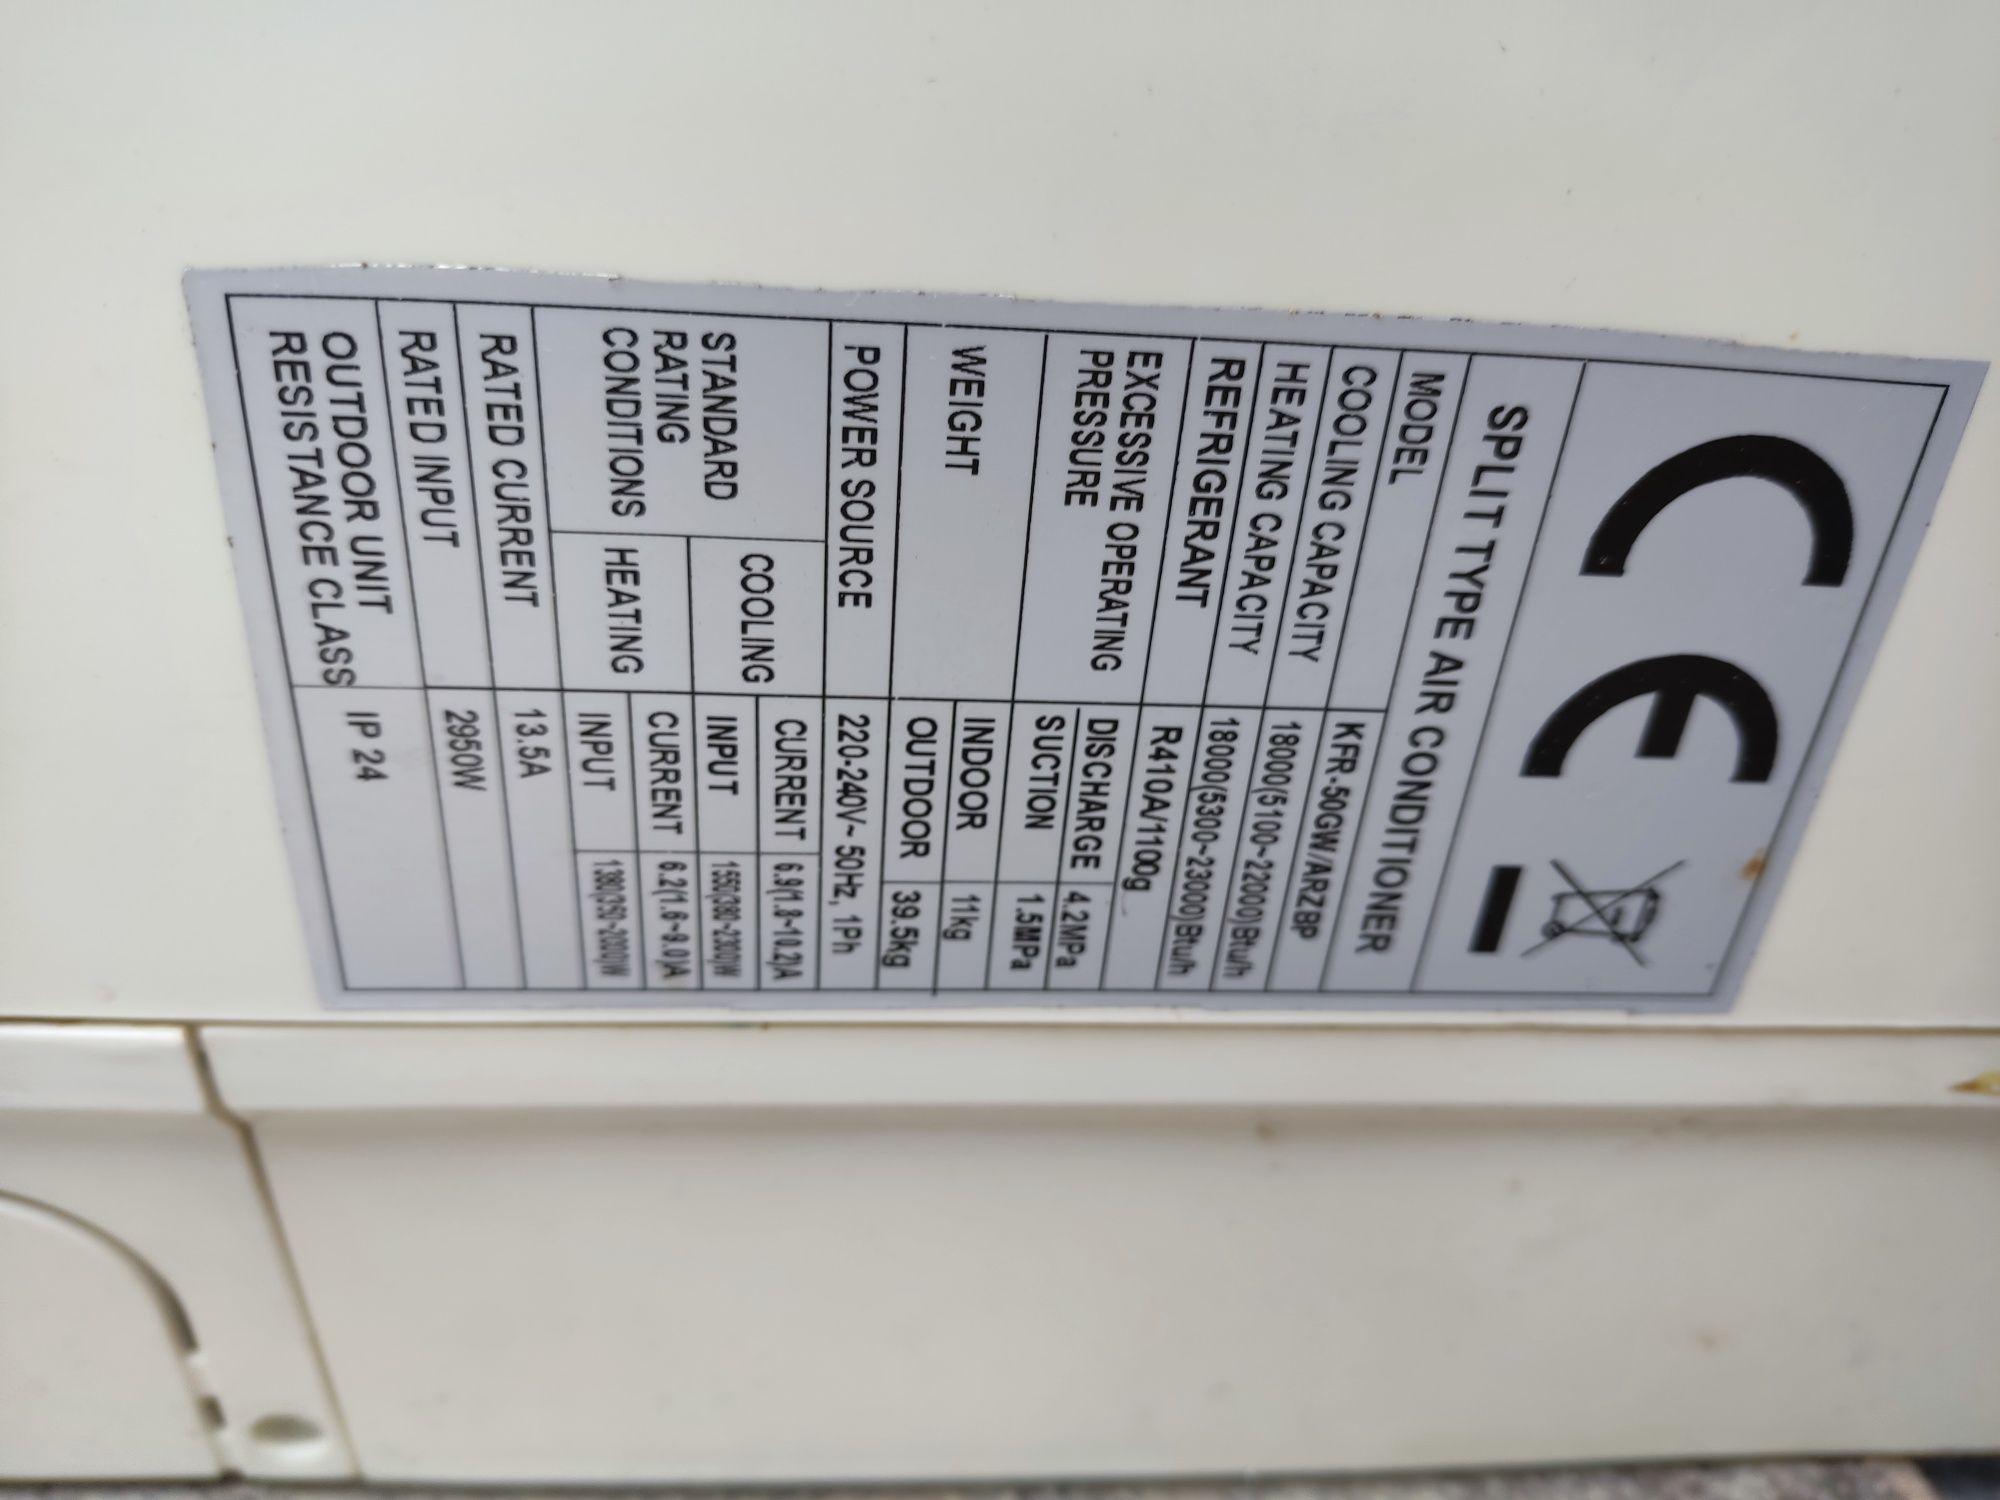 CE
SPLIT TYPE AIR CONDITIONER
MODEL KFR-50GW/ARZBP
COOLING CAPACITY 18000(5100~22000)Btu/h
HEATING CAPACITY 18000(5300~23000)Btu/h
REFRIGERANT R410A/1100g
EXCESSIVE OPERATING PRESSURE DISCHARGE 4.2MPa
SUCTION 1.5MPa
WEIGHT INDOOR 11kg
OUTDOOR 39.5kg
POWER SOURCE 220-240V~ 50Hz, 1Ph
STANDARD RATING CONDITIONS COOLING CURRENT 6.9(1.8~10.2)A
INPUT 1550(380~2300)W
HEATING CURRENT 6.2(1.6~9.0)A
INPUT 1380(350~2000)W
RATED CURRENT 13.5A
RATED INPUT 2950W
OUTDOOR UNIT
RESISTANCE CLASS IP 24